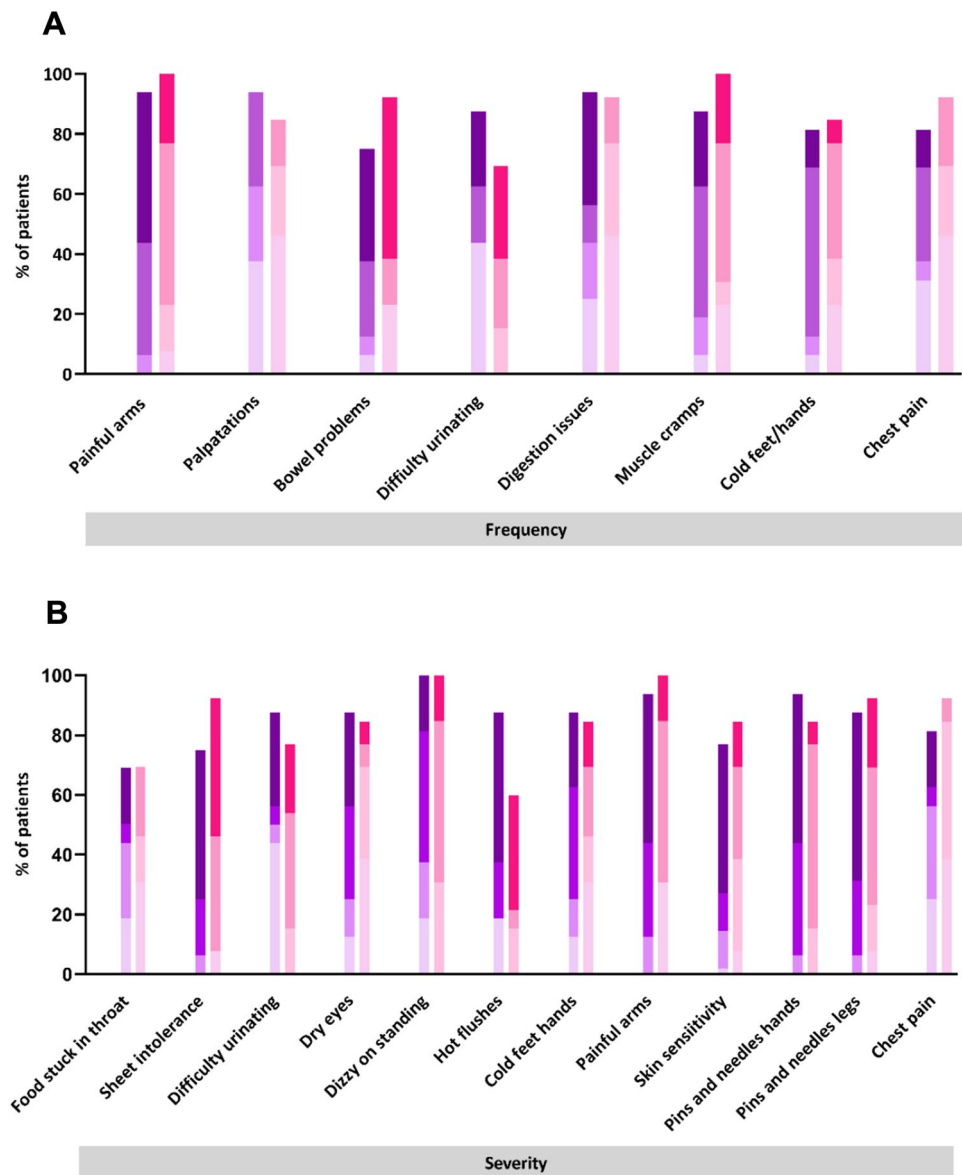 A
100
80
60
40
20
0
% of patients
Painful arms
Palpatations
Bowel problems
Diffiulty urinating
Digestion issues
Muscle cramps
Cold feet/hands
Chest pain
Frequency
B
100
80
60
40
20
0
% of patients
Food stuck in throat
Sheet intolerance
Difficulty urinating
Dry eyes
Dizzy on standing
Hot flushes
Cold feet hands
Painful arms
Skin sensiitivity
Pins and needles hands
Pins and needles legs
Chest pain
Severity